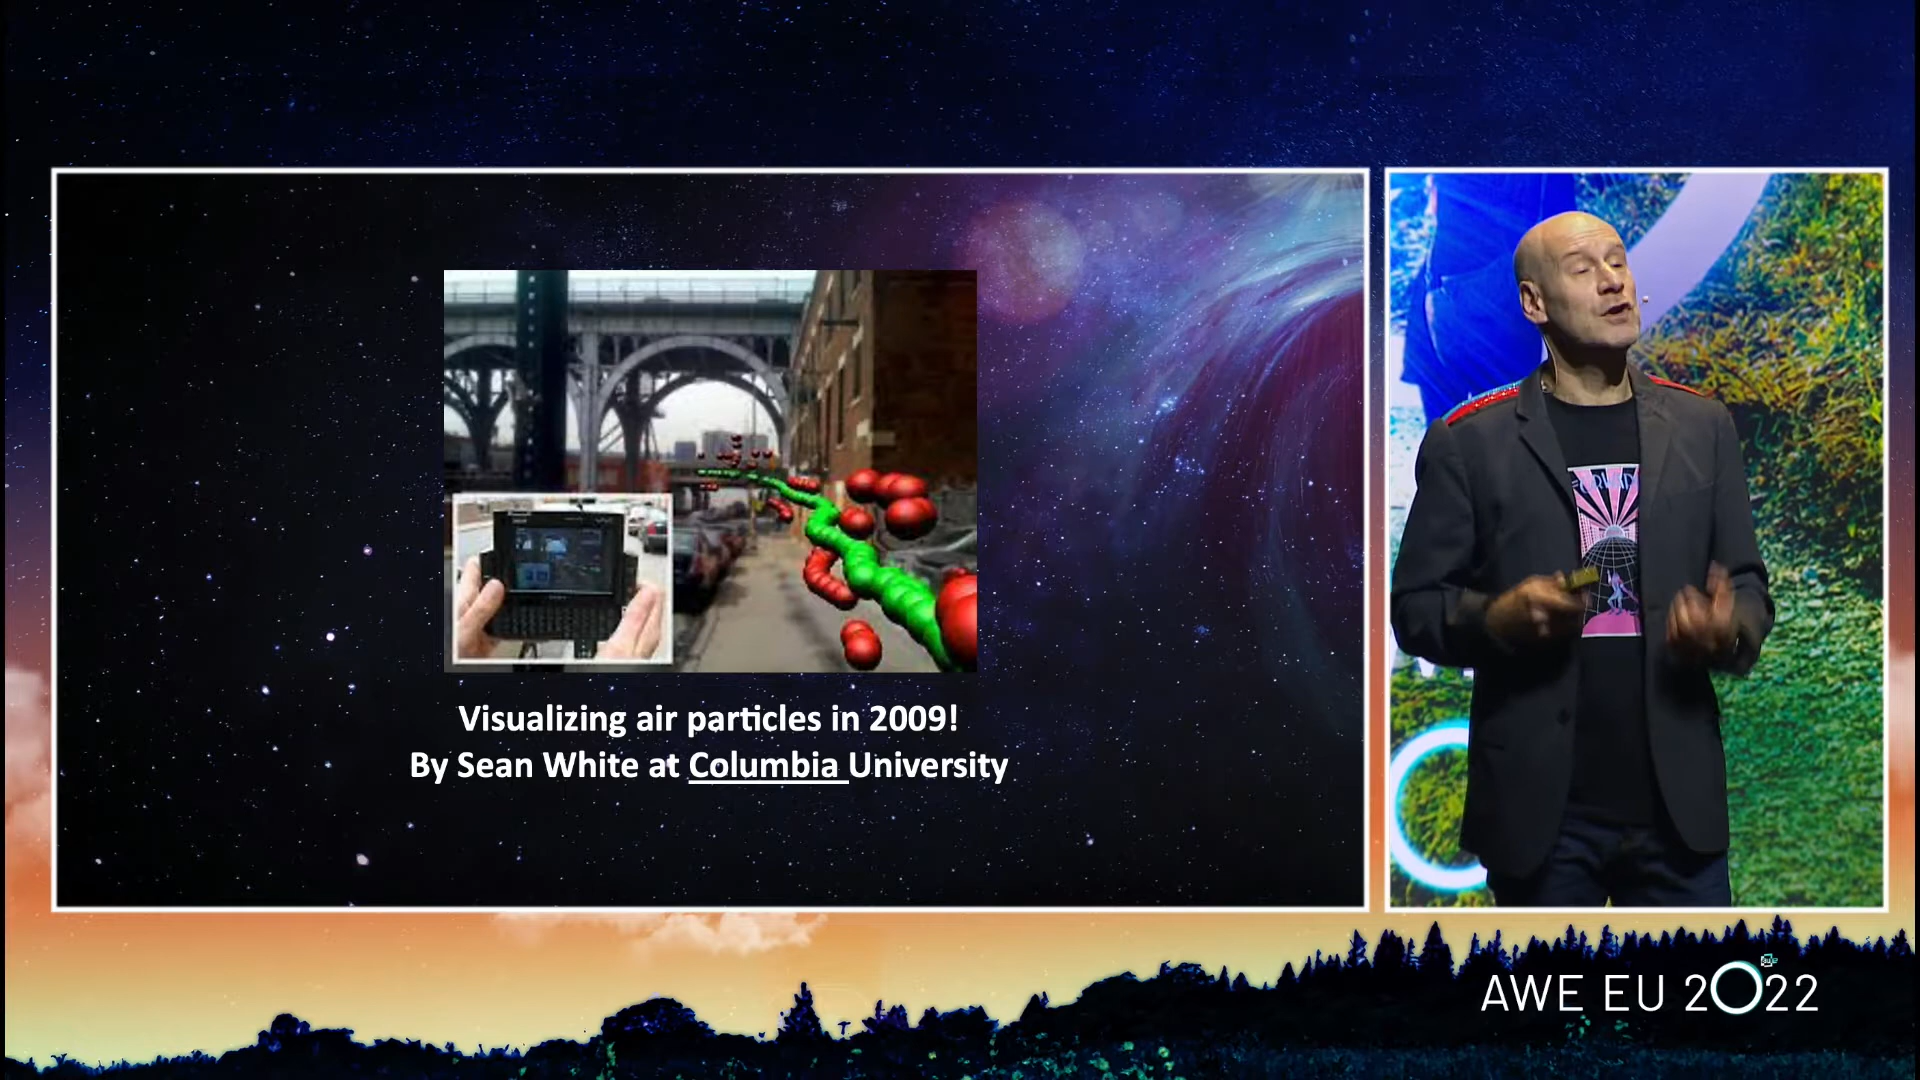 Visualizing air particles in 2009!
By Sean White at Columbia University
AWE EU 2022